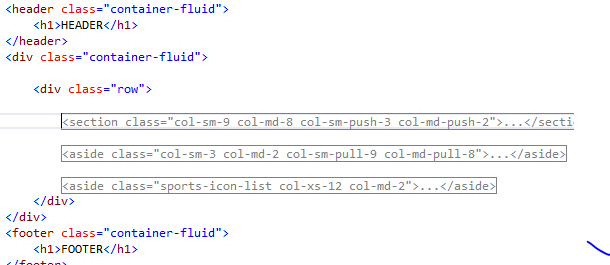 <header class="container-fluid">
<h1>HEADER</h1>
</header>
<div class="container-fluid">
<div class="row">
<section class="col-sm-9 col-md-8 col-sm-push-3 col-md-push-2">...</secti
<aside class="col-sm-3 col-md-2 col-sm-pull-9 col-md-pull-8">...</aside>
<aside class="sports-icon-list col-xs-12 col-md-2">...</aside>
</div>
</div>
<footer class="container-fluid">
<h1>FOOTER</h1>
</footer>